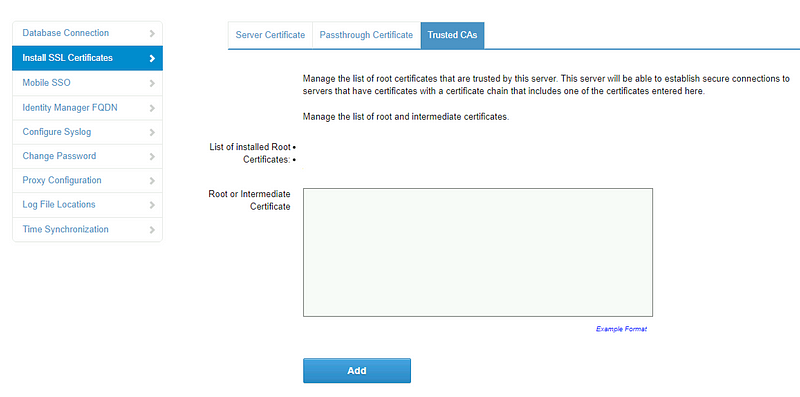 Database Connection
Install SSL Certificates
Mobile SSO
Identity Manager FQDN
Configure Syslog
Change Password
Proxy Configuration
Log File Locations
Time Synchronization
Server Certificate
Passthrough Certificate
Trusted CAs
Manage the list of root certificates that are trusted by this server. This server will be able to establish secure connections to
servers that have certificates with a certificate chain that includes one of the certificates entered here.
Manage the list of root and intermediate certificates.
List of installed Root •
Certificates: •
Root or Intermediate
Certificate
Example Format
Add